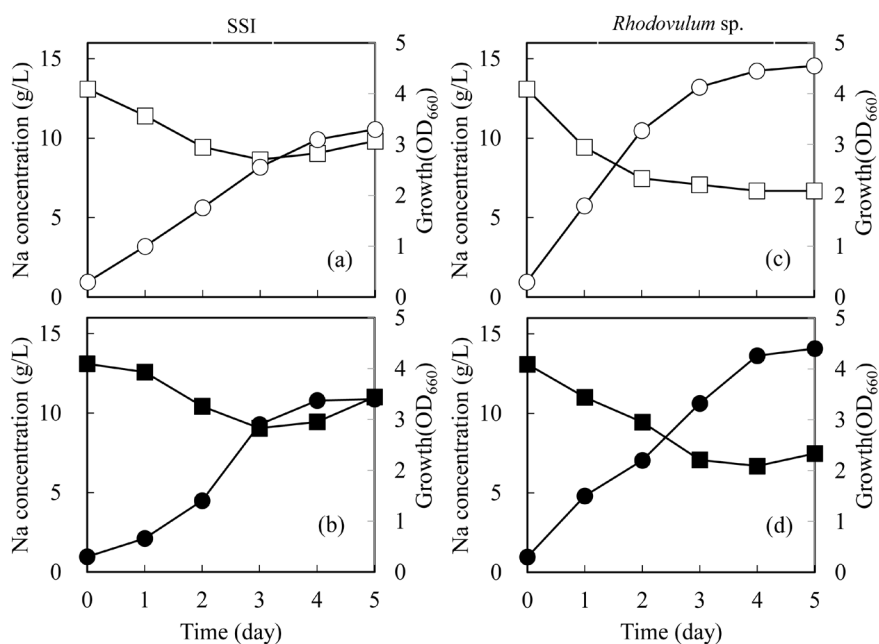 SSI
Rhodovulum sp.
Na concentration (g/L)
15
10
5
0
5
4
3
2
1
0
Growth(OD660)
(a)
Na concentration (g/L)
15
10
5
0
5
4
3
2
1
0
Growth(OD660)
(c)
Na concentration (g/L)
15
10
5
0
5
4
3
2
1
0
Growth(OD660)
(b)
0 1 2 3 4 5
Time (day)
Na concentration (g/L)
15
10
5
0
5
4
3
2
1
0
Growth(OD660)
(d)
0 1 2 3 4 5
Time (day)